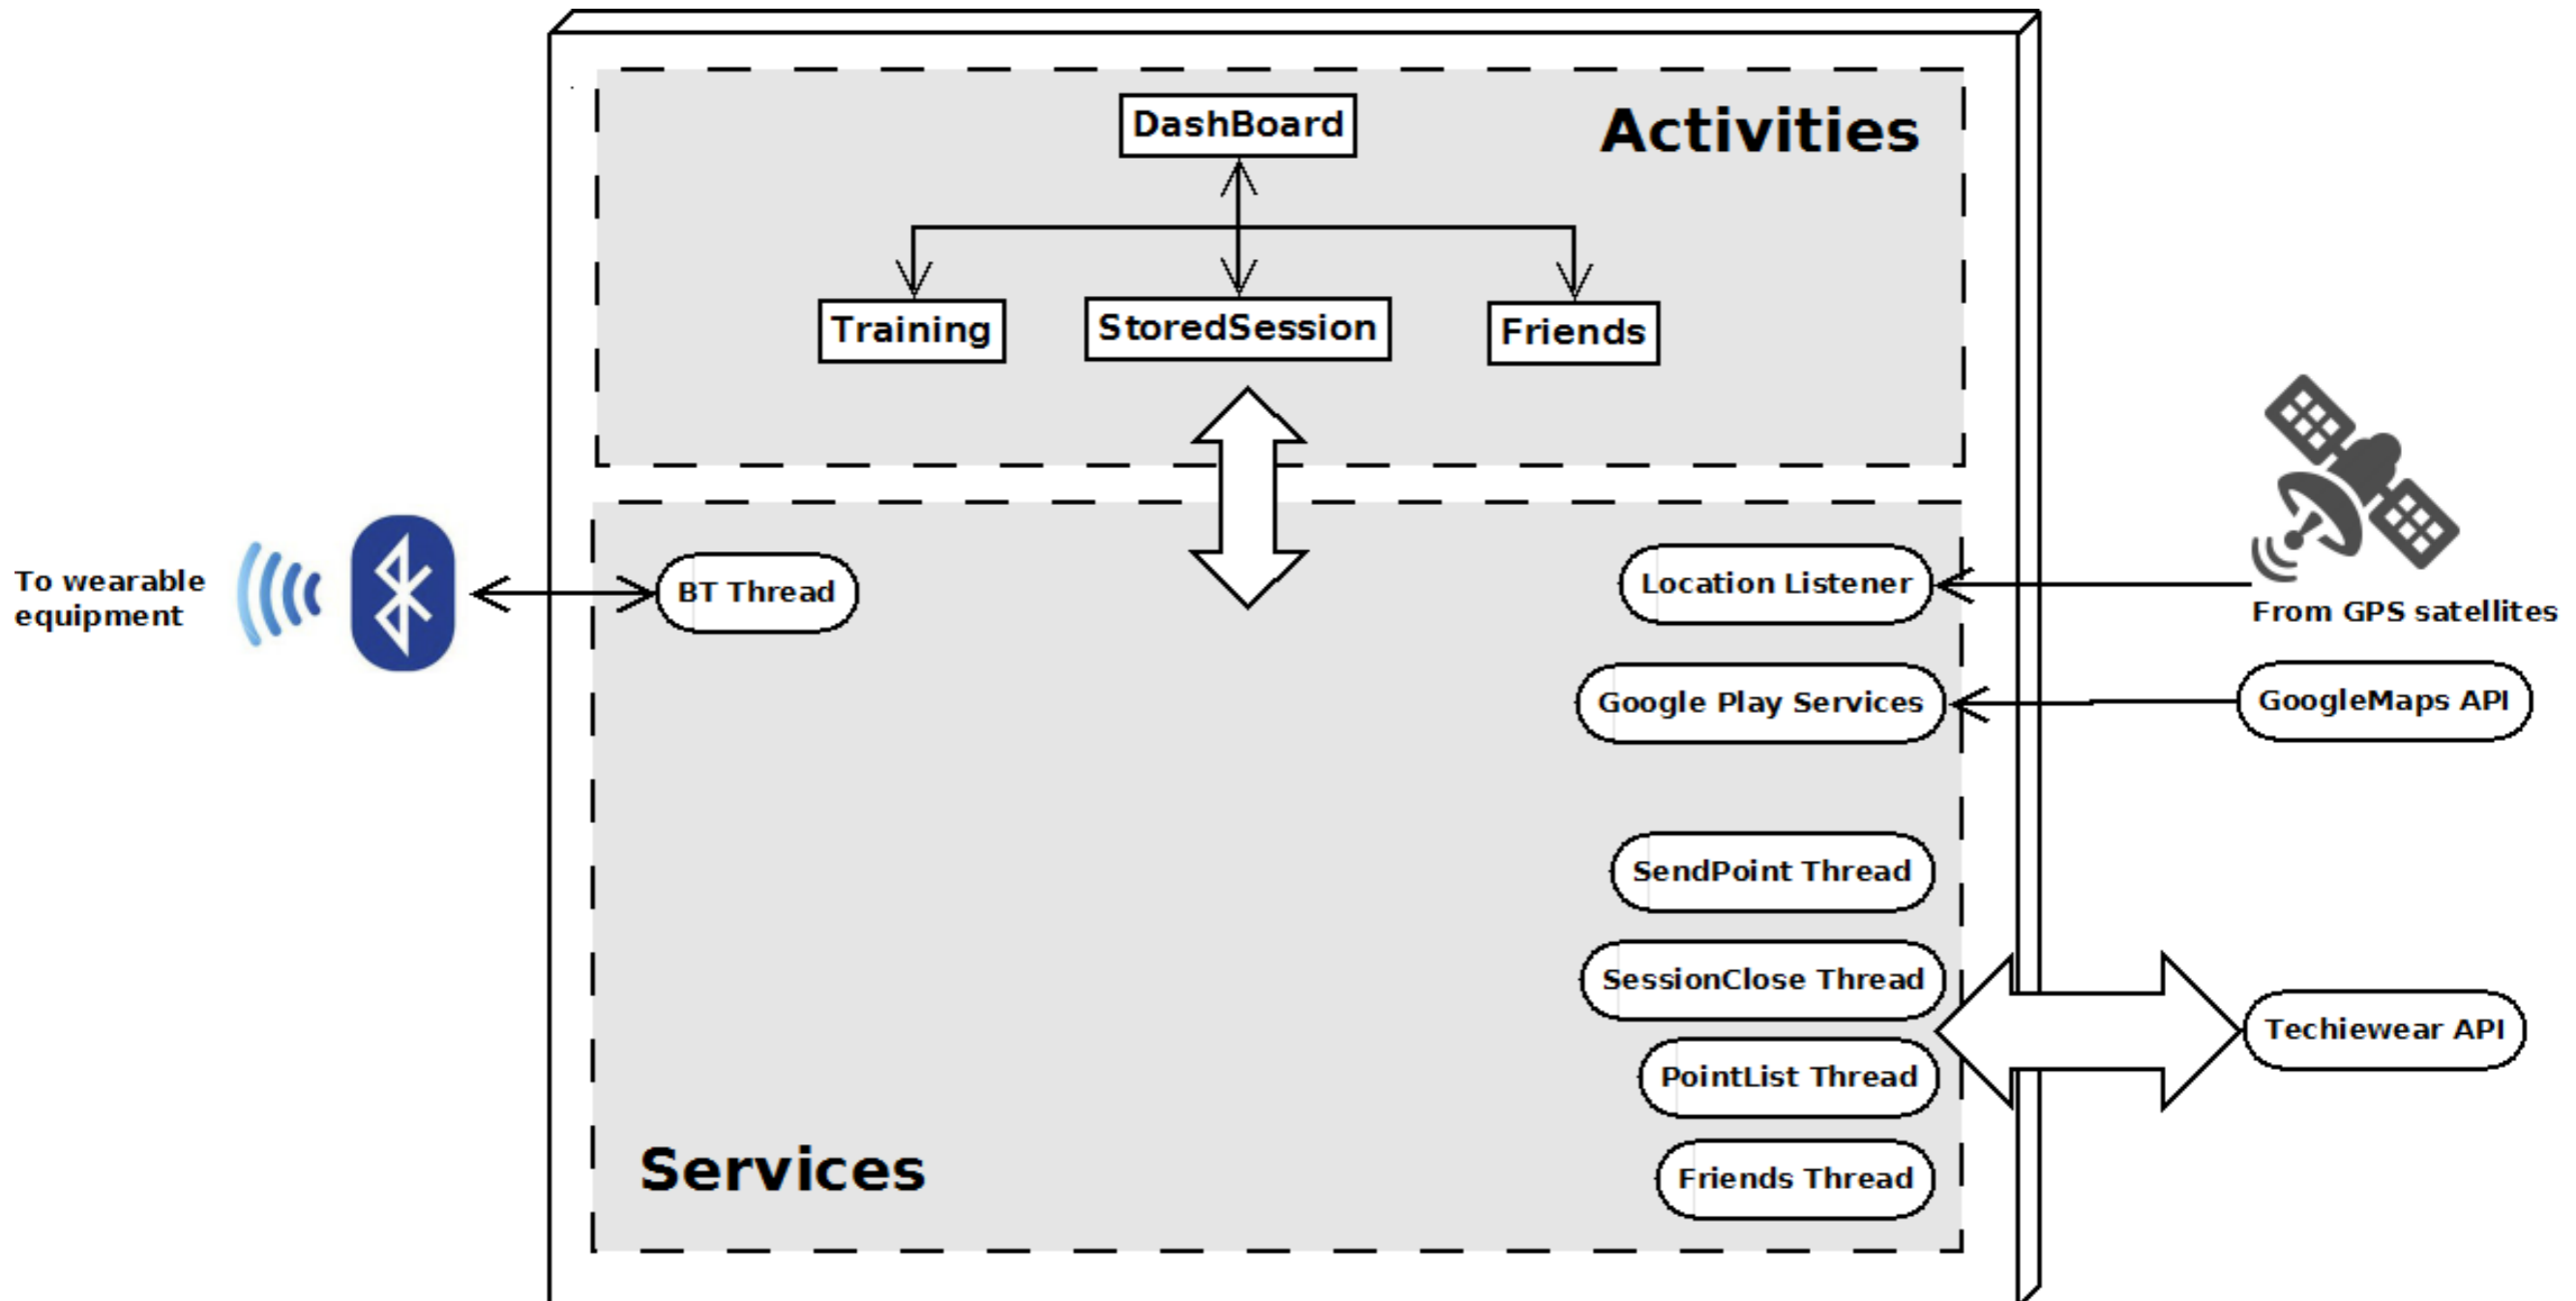 DashBoard
Activities
Training
StoredSession
Friends
To wearable
equipment
BT Thread
Location Listener
From GPS satellites
Google Play Services
GoogleMaps API
SendPoint Thread
SessionClose Thread
Techiewear API
PointList Thread
Services
Friends Thread